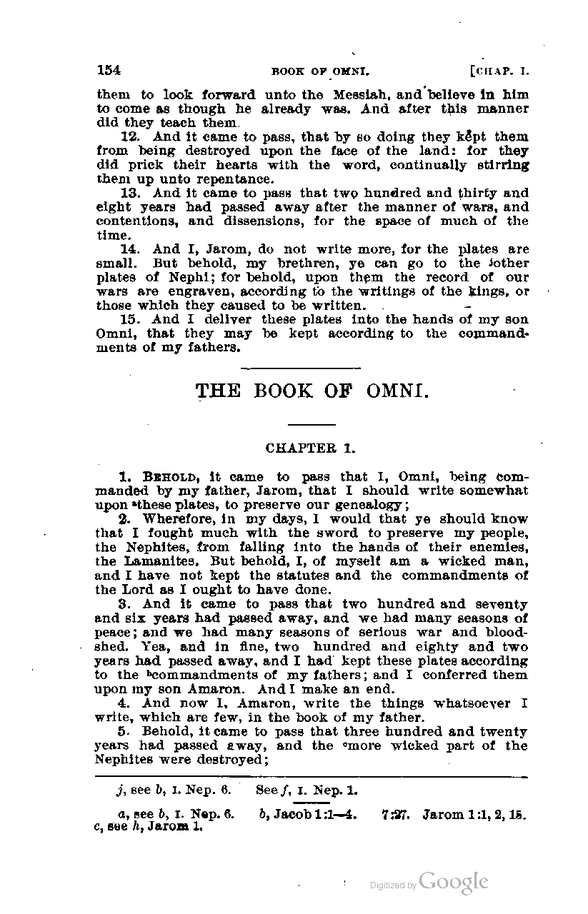 154 BOOK OF OMNI. [CHAP. I.
them to look forward unto the Messiah, and believe in him
to come as though he already was. And after this manner
did they teach them.
12. And it came to pass, that by so doing they kept them
from being destroyed upon the face of the land: for they
did prick their hearts with the word, continually stirring
them up unto repentance.
13. And it came to pass that two hundred and thirty and
eight years had passed away after the manner of wars, and
contentions, and dissensions, for the space of much of the
time.
14. And I, Jarom, do not write more, for the plates are
small. But behold, my brethren, ye can go to the jother
plates of Nephi; for behold, upon them the record of our
wars are engraven, according to the writings of the kings, or
those which they caused to be written.
15. And I deliver these plates into the hands of my son
Omni, that they may be kept according to the command-
ments of my fathers.
THE BOOK OF OMNI.
CHAPTER 1.
1. BEHOLD, it came to pass that I, Omni, being com-
manded by my father, Jarom, that I should write somewhat
upon athese plates, to preserve our genealogy;
2. Wherefore, in my days, I would that ye should know
that I fought much with the sword to preserve my people,
the Nephites, from falling into the hands of their enemies,
the Lamanites. But behold, I, of myself am a wicked man,
and I have not kept the statutes and the commandments of
the Lord as I ought to have done.
3. And it came to pass that two hundred and seventy
and six years had passed away, and we had many seasons of
peace; and we had many seasons of serious war and blood-
shed. Yea, and in fine, two hundred and eighty and two
years had passed away, and I had kept these plates according
to the bcommandments of my fathers; and I conferred them
upon my son Amaron. And I make an end.
4. And now I, Amaron, write the things whatsoever I
write, which are few, in the book of my father.
5. Behold, it came to pass that three hundred and twenty
years had passed away, and the cmore wicked part of the
Nephites were destroyed;
j, see b, I. Nep. 6. See f, I. Nep. 1.
a, see b, I. Nep. 6. b, Jacob 1:1—4. 7:27. Jarom 1:1, 2, 15.
c, see h, Jarom 1.
Digitized by Google